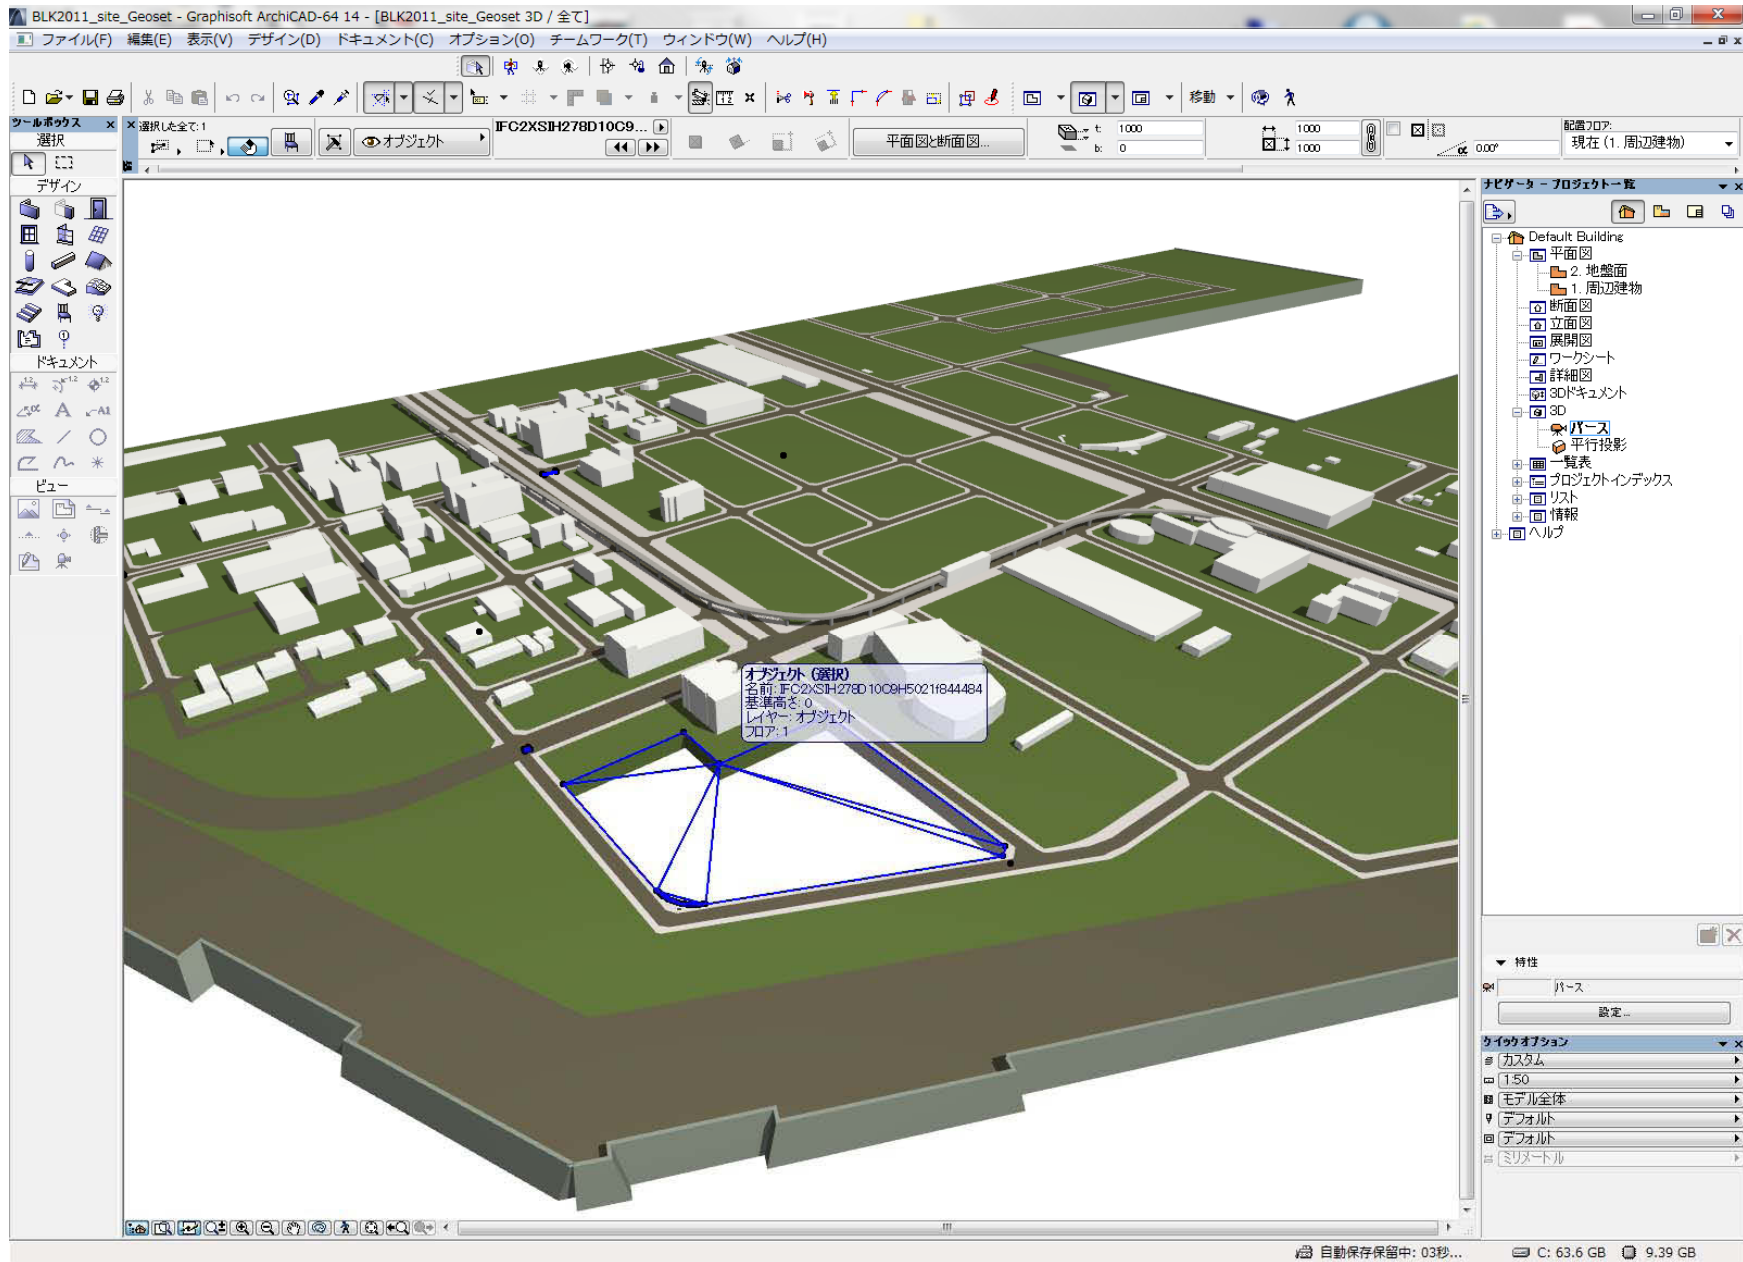 BLK2011_site_Geoset - Graphisoft ArchiCAD-64 14 - [BLK2011_site_Geoset 3D / 全て]
ファイル(F) 編集(E) 表示(V) デザイン(D) ドキュメント(C) オプション(O) チームワーク(T) ウィンドウ(W) ヘルプ(H)
移動
ツールボックス
選択
デザイン
ドキュメント
ビュー
選択した全て: 1
オブジェクト
IFC2XSIH278D10C9...
平面図と断面図...
t: 1000
b: 0
1000
1000
α 0.00°
配置フロア:
現在 (1. 周辺建物)
オブジェクト (選択)
名前: IFC2XSIH278D10C9H5021f844484
基準高さ: 0
レイヤー: オブジェクト
フロア: 1
ナビゲータ - プロジェクト一覧
Default Building
平面図
2. 地盤面
1. 周辺建物
断面図
立面図
展開図
ワークシート
詳細図
3Dドキュメント
3D
パース
平行投影
一覧表
プロジェクトインデックス
リスト
情報
ヘルプ
特性
パース
設定...
クイックオプション
カスタム
1:50
モデル全体
デフォルト
デフォルト
ミリメートル
自動保存保留中: 03秒...
C: 63.6 GB
9.39 GB